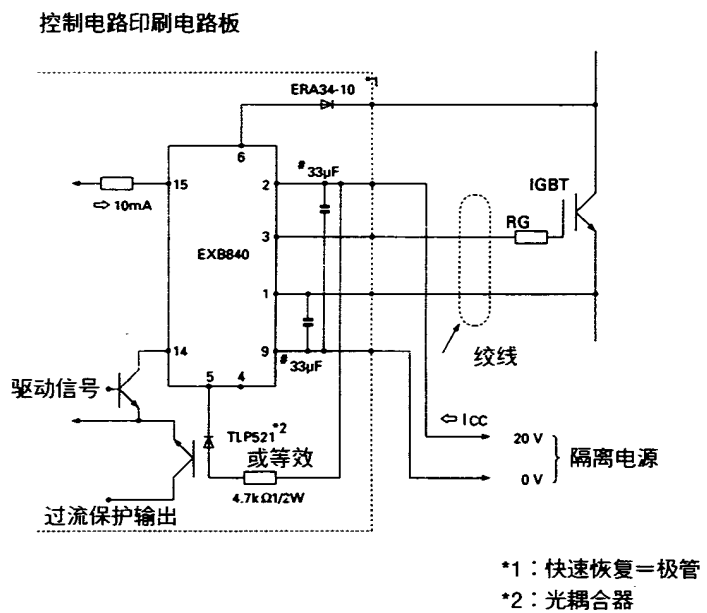 控制电路印刷电路板
*1
ERA34-10
6
#33μF
15
2
IGBT
⇨10mA
3
RG
EXB840
1
14
9
#33μF
绞线
5
4
驱动信号
TLP521*2
或等效
⇦ICC
20 V
隔离电源
0 V
4.7kΩ1/2W
过流保护输出
*1：快速恢复＝极管
*2：光耦合器